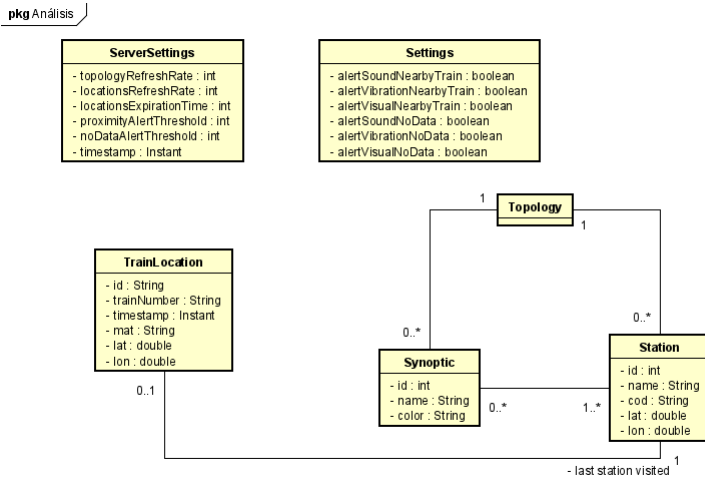 pkg Análisis
ServerSettings
- topologyRefreshRate : int
- locationsRefreshRate : int
- locationsExpirationTime : int
- proximityAlertThreshold : int
- noDataAlertThreshold : int
- timestamp : Instant
Settings
- alertSoundNearbyTrain : boolean
- alertVibrationNearbyTrain : boolean
- alertVisualNearbyTrain : boolean
- alertSoundNoData : boolean
- alertVibrationNoData : boolean
- alertVisualNoData : boolean
1
Topology
1
TrainLocation
- id : String
- trainNumber : String
- timestamp : Instant
- mat : String
- lat : double
- lon : double
0..1
0..*
0..*
Synoptic
- id : int
- name : String
- color : String
0..*
1..*
Station
- id : int
- name : String
- cod : String
- lat : double
- lon : double
1
- last station visited